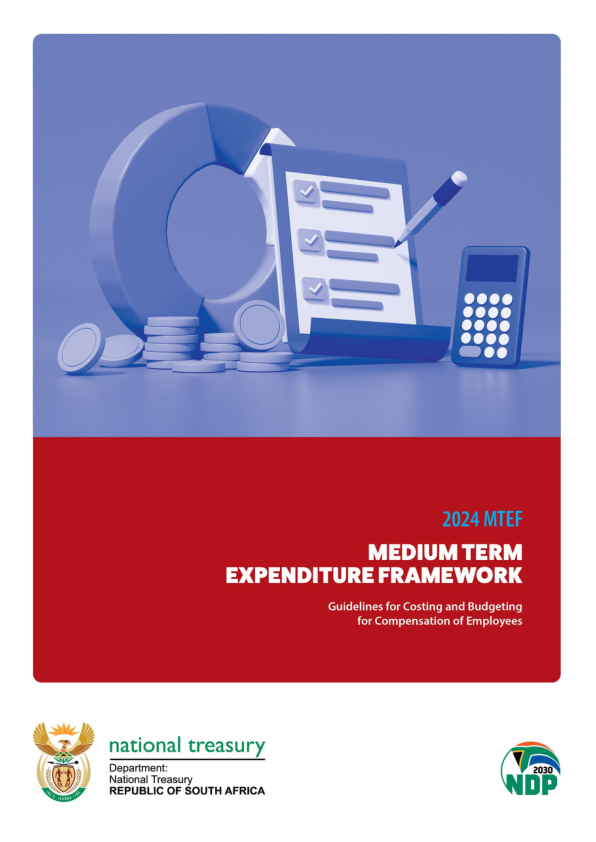 2024 MTEF
MEDIUM TERM
EXPENDITURE FRAMEWORK
Guidelines for Costing and Budgeting
for Compensation of Employees
national treasury
Department:
National Treasury
REPUBLIC OF SOUTH AFRICA
2030
NDP